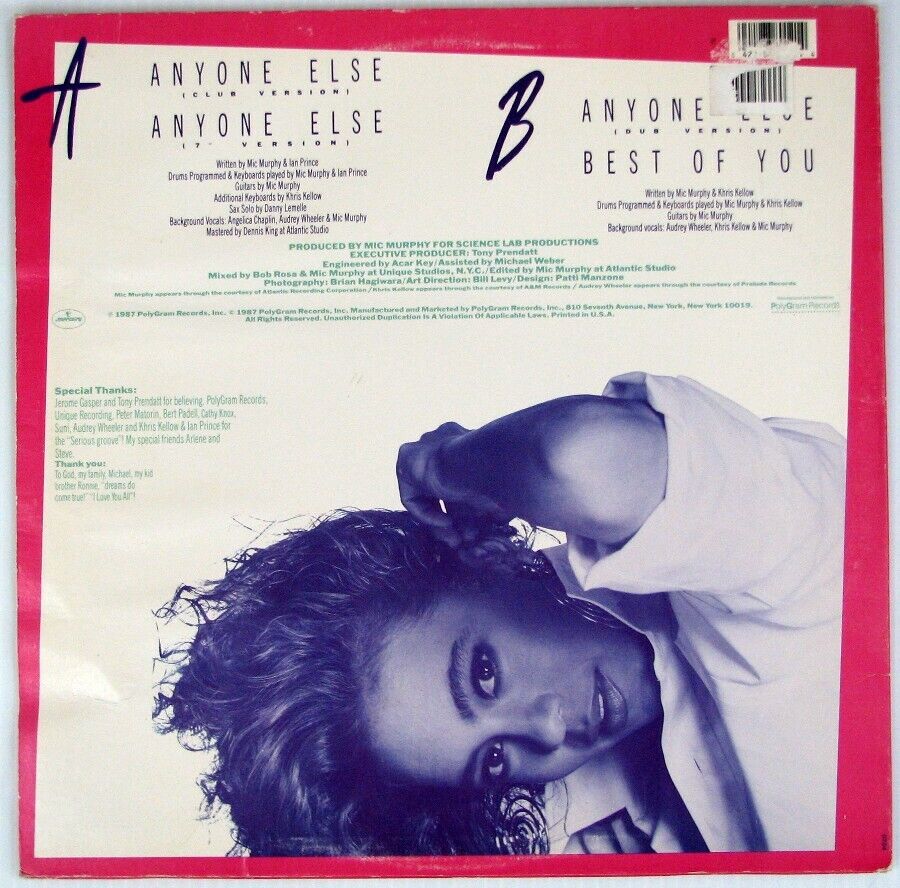 A
ANYONE ELSE
(CLUB VERSION)
ANYONE ELSE
(7" VERSION)
Written by Mic Murphy & Ian Prince
Drums Programmed & Keyboards played by Mic Murphy & Ian Prince
Guitars by Mic Murphy
Additional Keyboards by Khris Kellow
Sax Solo by Danny Lemelle
Background Vocals: Angelica Chaplin, Audrey Wheeler & Mic Murphy
Mastered by Dennis King at Atlantic Studio
B
ANYONE ELSE
(DUB VERSION)
BEST OF YOU
Written by Mic Murphy & Khris Kellow
Drums Programmed & Keyboards played by Mic Murphy & Khris Kellow
Guitars by Mic Murphy
Background vocals: Audrey Wheeler, Khris Kellow & Mic Murphy
PRODUCED BY MIC MURPHY FOR SCIENCE LAB PRODUCTIONS
EXECUTIVE PRODUCER: Tony Prendatt
Engineered by Acar Key/Assisted by Michael Weber
Mixed by Bob Rosa & Mic Murphy at Unique Studios, N.Y.C./Edited by Mic Murphy at Atlantic Studio
Photography: Brian Hagiwara/Art Direction: Bill Levy/Design: Patti Manzone
Mic Murphy appears through the courtesy of Atlantic Recording Corporation/Khris Kellow appears through the courtesy of A&M Records / Audrey Wheeler appears through the courtesy of Prelude Records
mercury
℗ 1987 PolyGram Records, Inc. © 1987 PolyGram Records, Inc. Manufactured and Marketed by PolyGram Records, Inc., 810 Seventh Avenue, New York, New York 10019.
All Rights Reserved. Unauthorized Duplication Is A Violation Of Applicable Laws. Printed in U.S.A.
Manufactured and Marketed by
PolyGram Records
Special Thanks:
Jerome Gasper and Tony Prendatt for believing, PolyGram Records,
Unique Recording, Peter Matorin, Bert Padell, Cathy Knox,
Suni, Audrey Wheeler and Khris Kellow & Ian Prince for
the "Serious groove"! My special friends Arlene and
Steve.
Thank you:
To God, my family, Michael, my kid
brother Ronnie, "dreams do
come true!" "I Love You All"!